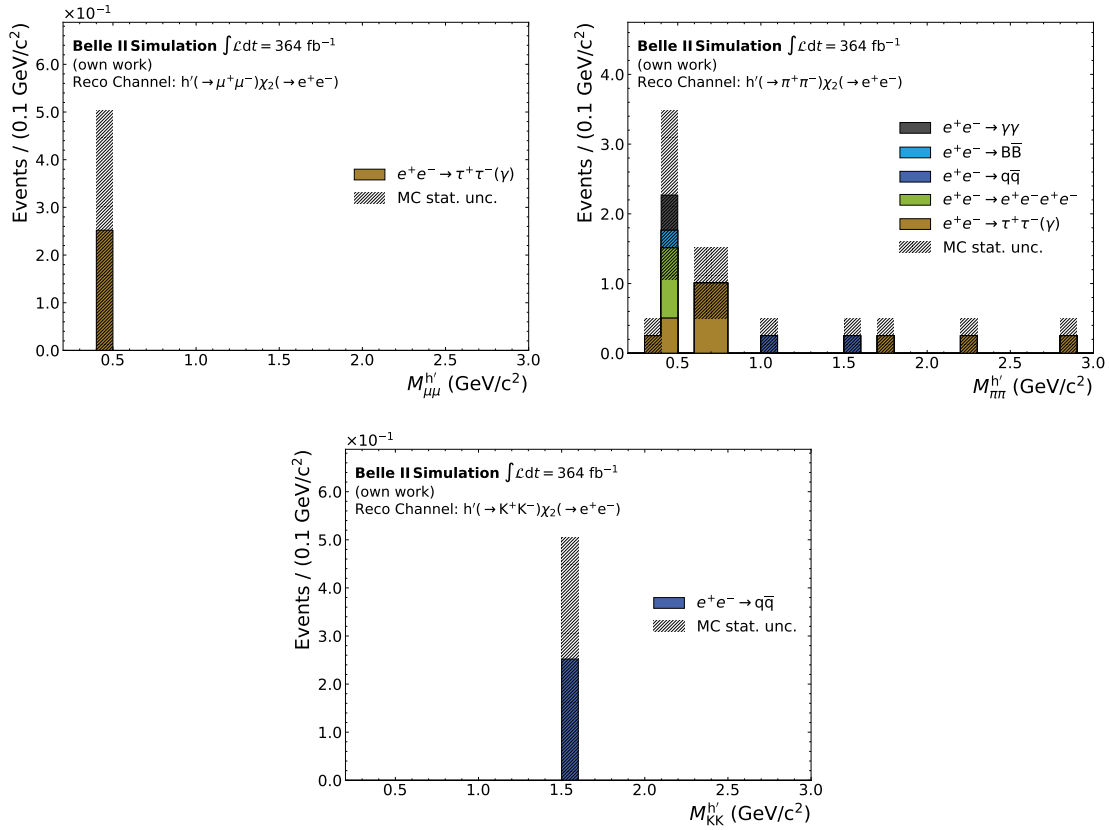 ×10⁻¹
Belle II Simulation ∫ℒdt = 364 fb⁻¹
(own work)
Reco Channel: h′(→ μ⁺μ⁻)χ₂(→ e⁺e⁻)
e⁺e⁻ → τ⁺τ⁻(γ)
MC stat. unc.
Events / (0.1 GeV/c²)
6.0
5.0
4.0
3.0
2.0
1.0
0.0
0.5 1.0 1.5 2.0 2.5 3.0
M^h′_μμ (GeV/c2)
Belle II Simulation ∫ℒdt = 364 fb⁻¹
(own work)
Reco Channel: h′(→ π⁺π⁻)χ₂(→ e⁺e⁻)
e⁺e⁻ → γγ
e⁺e⁻ → BB̅
e⁺e⁻ → qq̅
e⁺e⁻ → e⁺e⁻e⁺e⁻
e⁺e⁻ → τ⁺τ⁻(γ)
MC stat. unc.
Events / (0.1 GeV/c²)
4.0
3.0
2.0
1.0
0.0
0.5 1.0 1.5 2.0 2.5 3.0
M^h′_ππ (GeV/c2)
×10⁻¹
Belle II Simulation ∫ℒdt = 364 fb⁻¹
(own work)
Reco Channel: h′(→ K⁺K⁻)χ₂(→ e⁺e⁻)
e⁺e⁻ → qq̅
MC stat. unc.
Events / (0.1 GeV/c²)
6.0
5.0
4.0
3.0
2.0
1.0
0.0
0.5 1.0 1.5 2.0 2.5 3.0
M^h′_KK (GeV/c2)